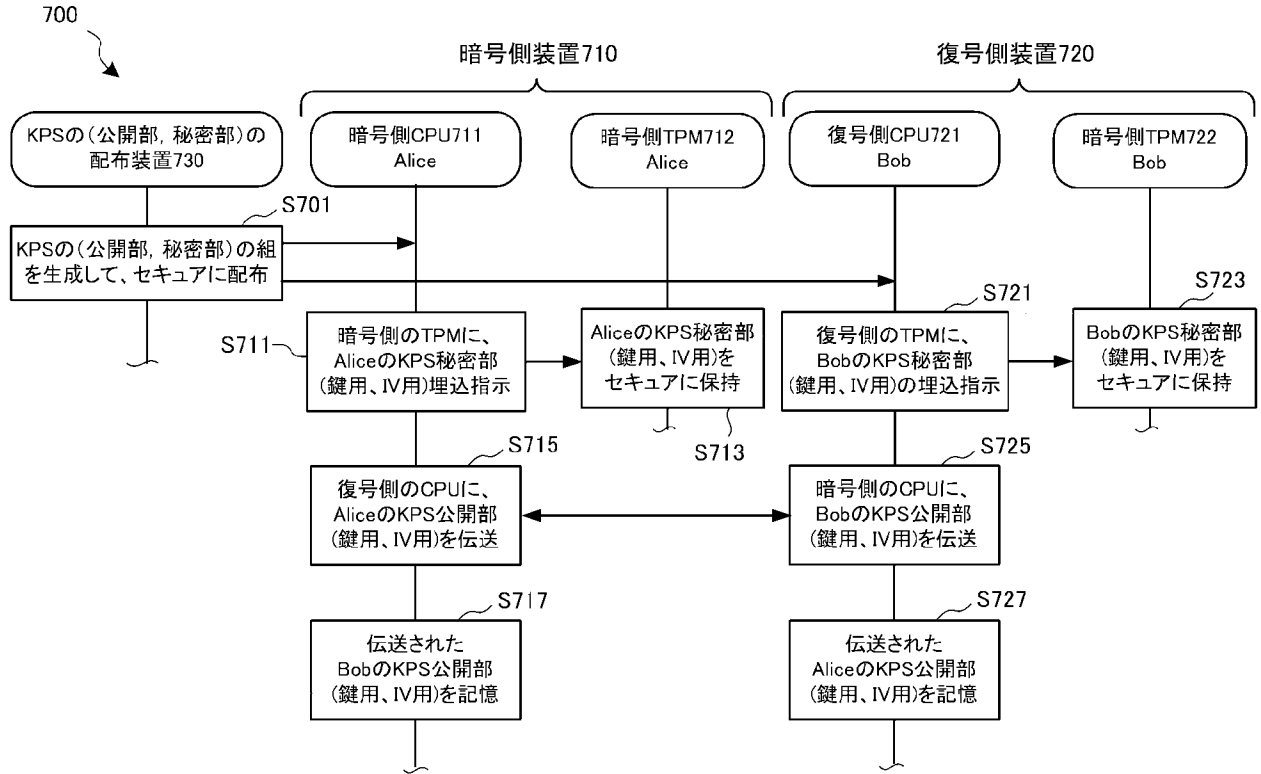 700
暗号側装置710
復号側装置720
KPSの(公開部, 秘密部)の
配布装置730
暗号側CPU711
Alice
暗号側TPM712
Alice
復号側CPU721
Bob
暗号側TPM722
Bob
S701
KPSの(公開部, 秘密部)の組
を生成して、セキュアに配布
S711
暗号側のTPMに、
AliceのKPS秘密部
(鍵用、IV用)埋込指示
AliceのKPS秘密部
(鍵用、IV用)を
セキュアに保持
S713
S721
復号側のTPMに、
BobのKPS秘密部
(鍵用、IV用)の埋込指示
S723
BobのKPS秘密部
(鍵用、IV用)を
セキュアに保持
S715
復号側のCPUに、
AliceのKPS公開部
(鍵用、IV用)を伝送
S725
暗号側のCPUに、
BobのKPS公開部
(鍵用、IV用)を伝送
S717
伝送された
BobのKPS公開部
(鍵用、IV用)を記憶
S727
伝送された
AliceのKPS公開部
(鍵用、IV用)を記憶